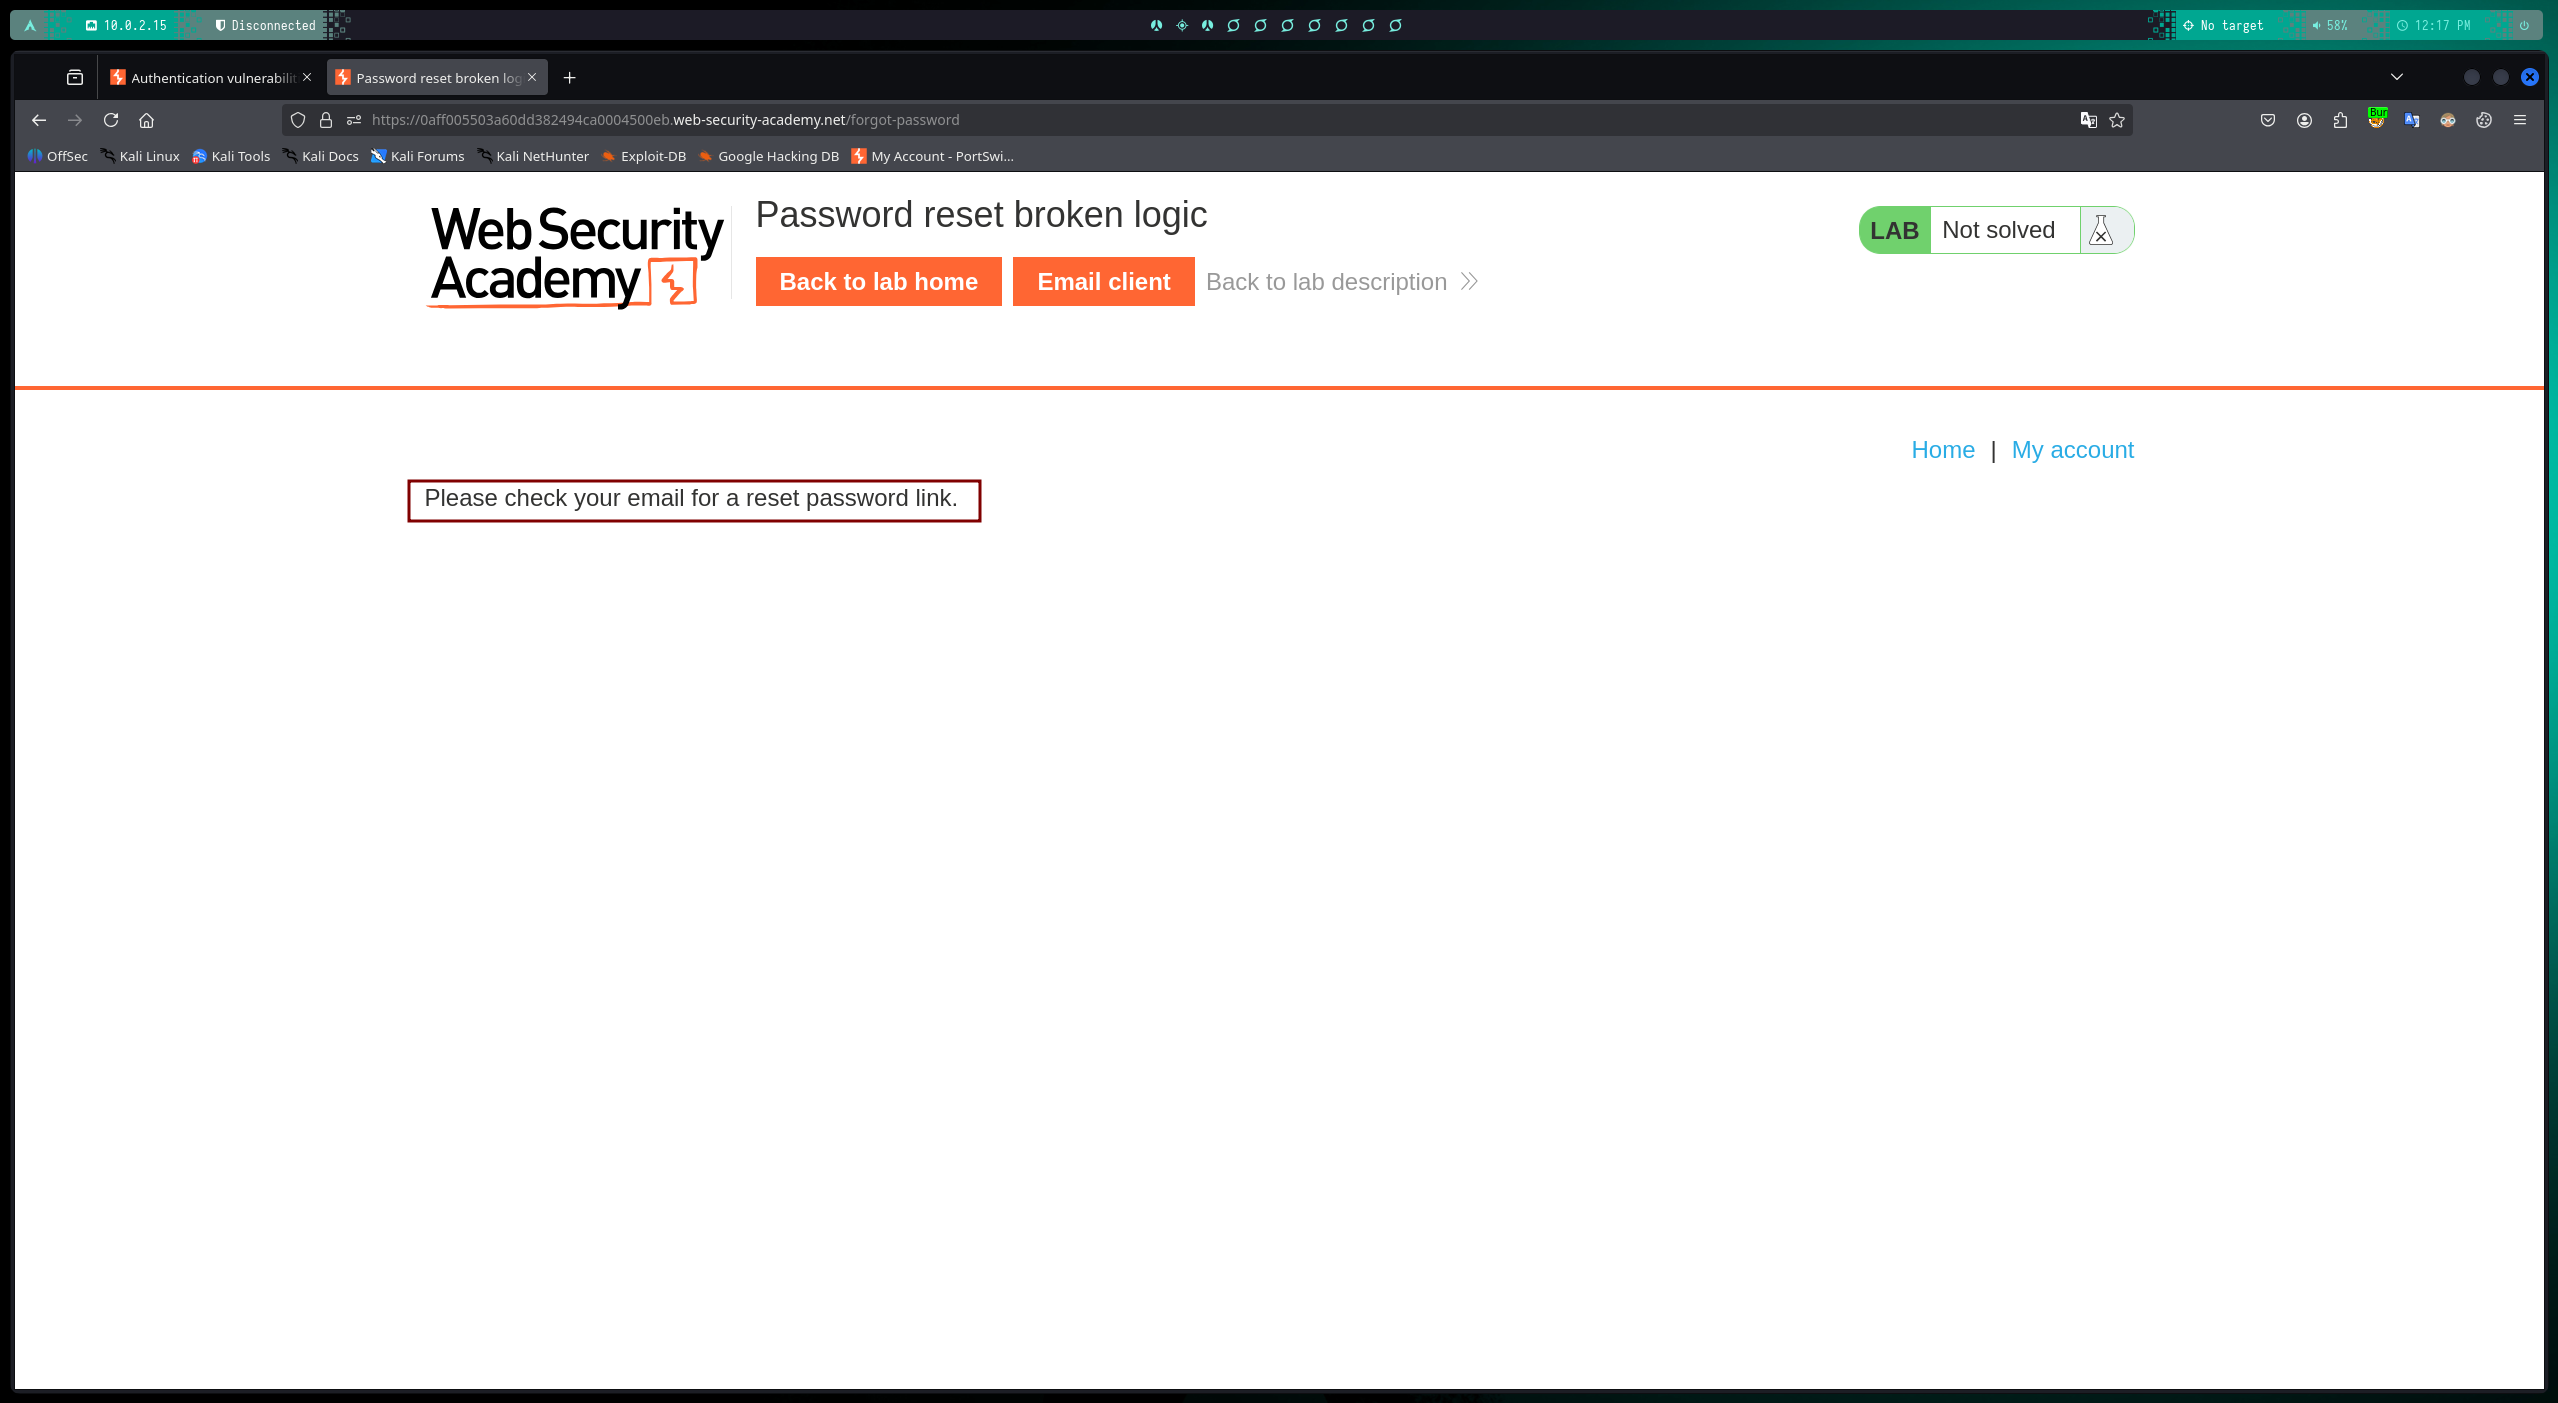 10.0.2.15 Disconnected No target 58% 12:17 PM
Authentication vulnerabilit Password reset broken log
https://0aff005503a60dd382494ca0004500eb.web-security-academy.net/forgot-password
Bur
OffSec Kali Linux Kali Tools Kali Docs Kali Forums Kali NetHunter Exploit-DB Google Hacking DB My Account - PortSwi...
Web Security
Academy
Password reset broken logic
LAB Not solved
Back to lab home Email client Back to lab description
Home | My account
Please check your email for a reset password link.